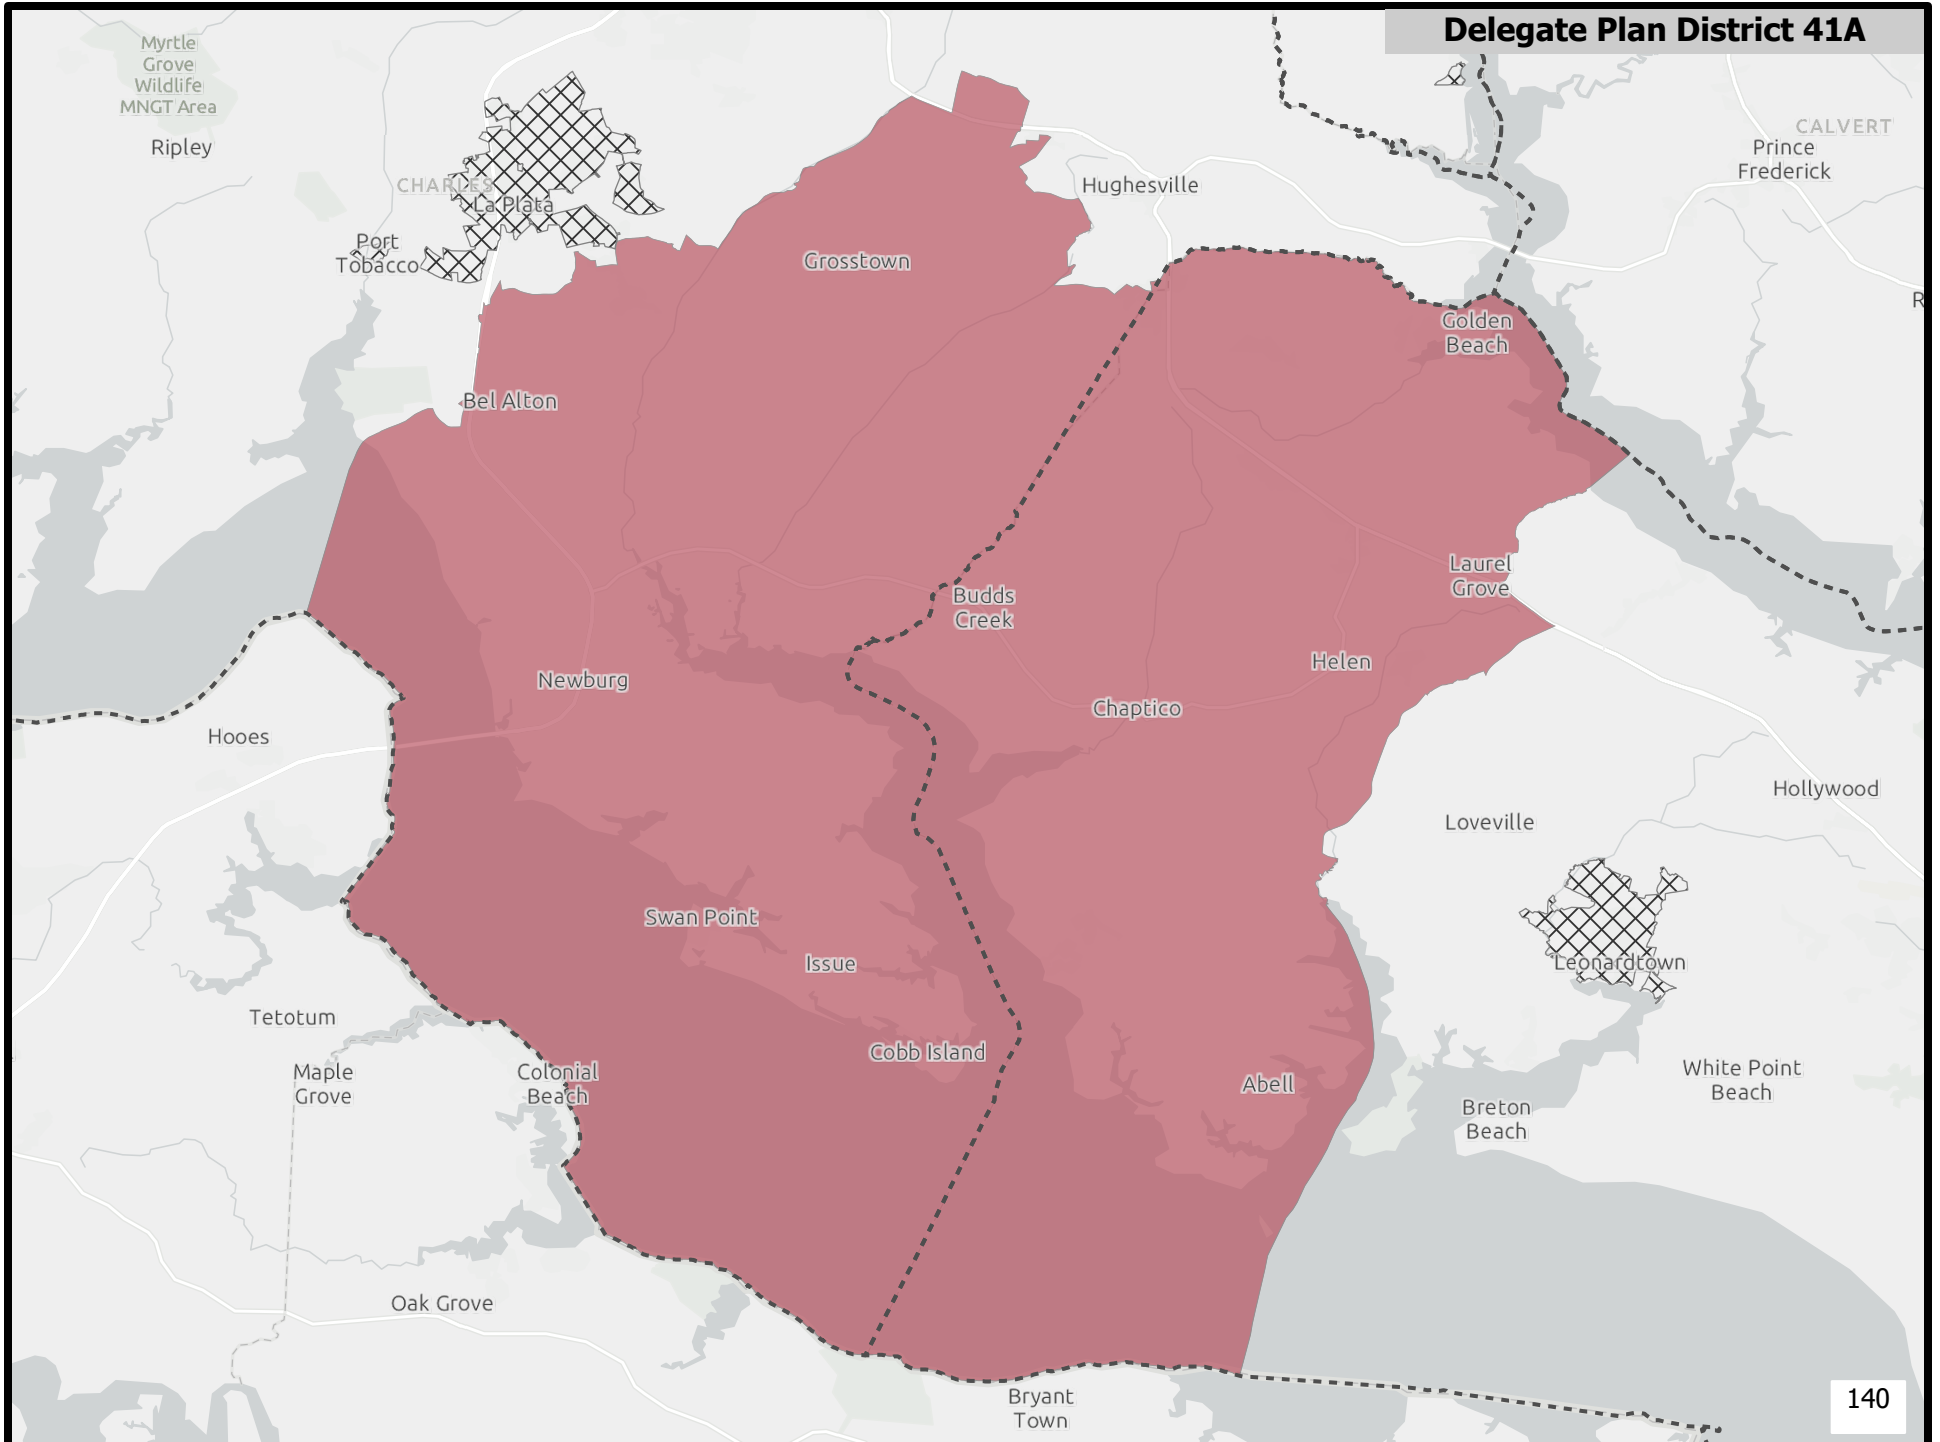 Delegate Plan District 41A
Myrtle
Grove
Wildlife
MNGT Area
Ripley
CALVERT
Prince
Frederick
CHARLES
La Plata
Hughesville
Port
Tobacco
Grosstown
R
Golden
Beach
Bel Alton
Laurel
Grove
Budds
Creek
Helen
Newburg
Chaptico
Hooes
Hollywood
Loveville
Swan Point
Issue
Leonardtown
Tetotum
Cobb Island
Maple
Grove
Colonial
Beach
Abell
White Point
Beach
Breton
Beach
Oak Grove
Bryant
Town
140